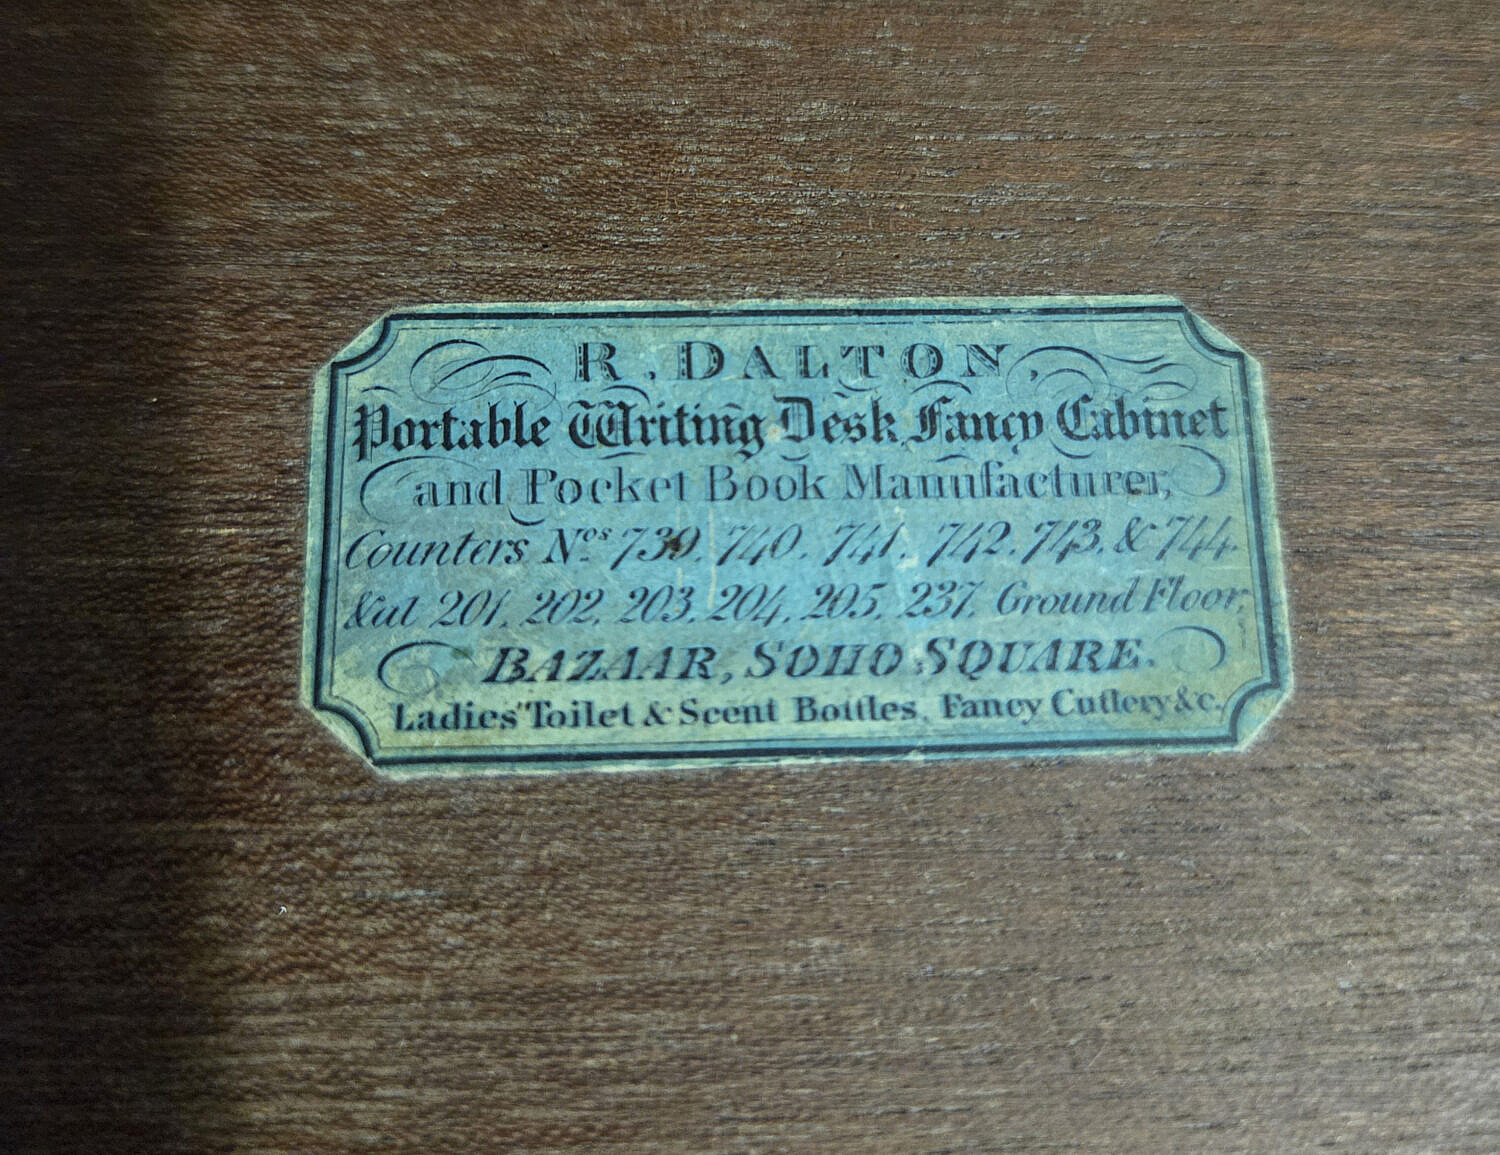 R. DALTON,
Portable Writing Desk, Fancy Cabinet
and Pocket Book Manufacturer,
Counters Nos. 739, 740, 741, 742, 743, & 744.
& at 201, 202, 203, 204, 205, 237, Ground Floor,
BAZAAR, SOHO SQUARE.
Ladies' Toilet & Scent Bottles, Fancy Cutlery &c.